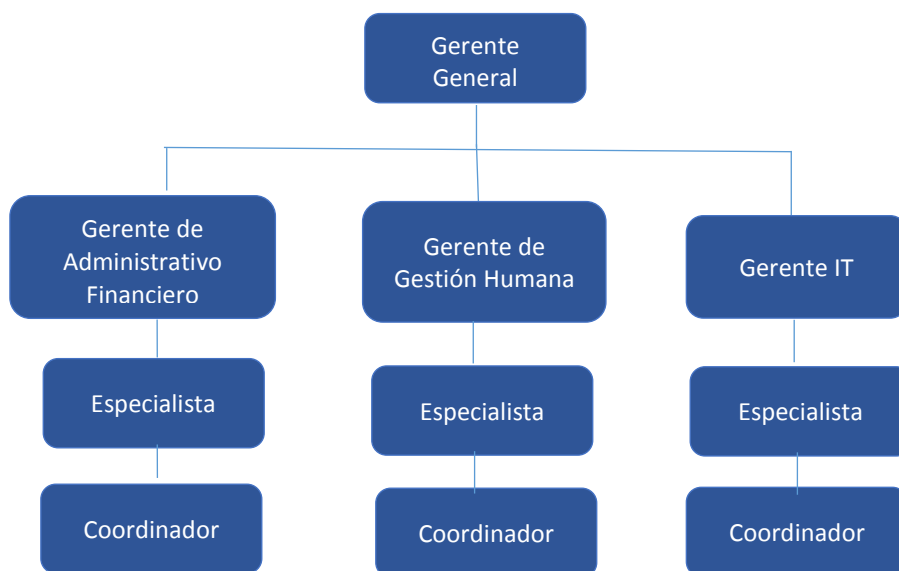 Gerente
General
Gerente de
Administrativo
Financiero
Gerente de
Gestión Humana
Gerente IT
Especialista
Especialista
Especialista
Coordinador
Coordinador
Coordinador